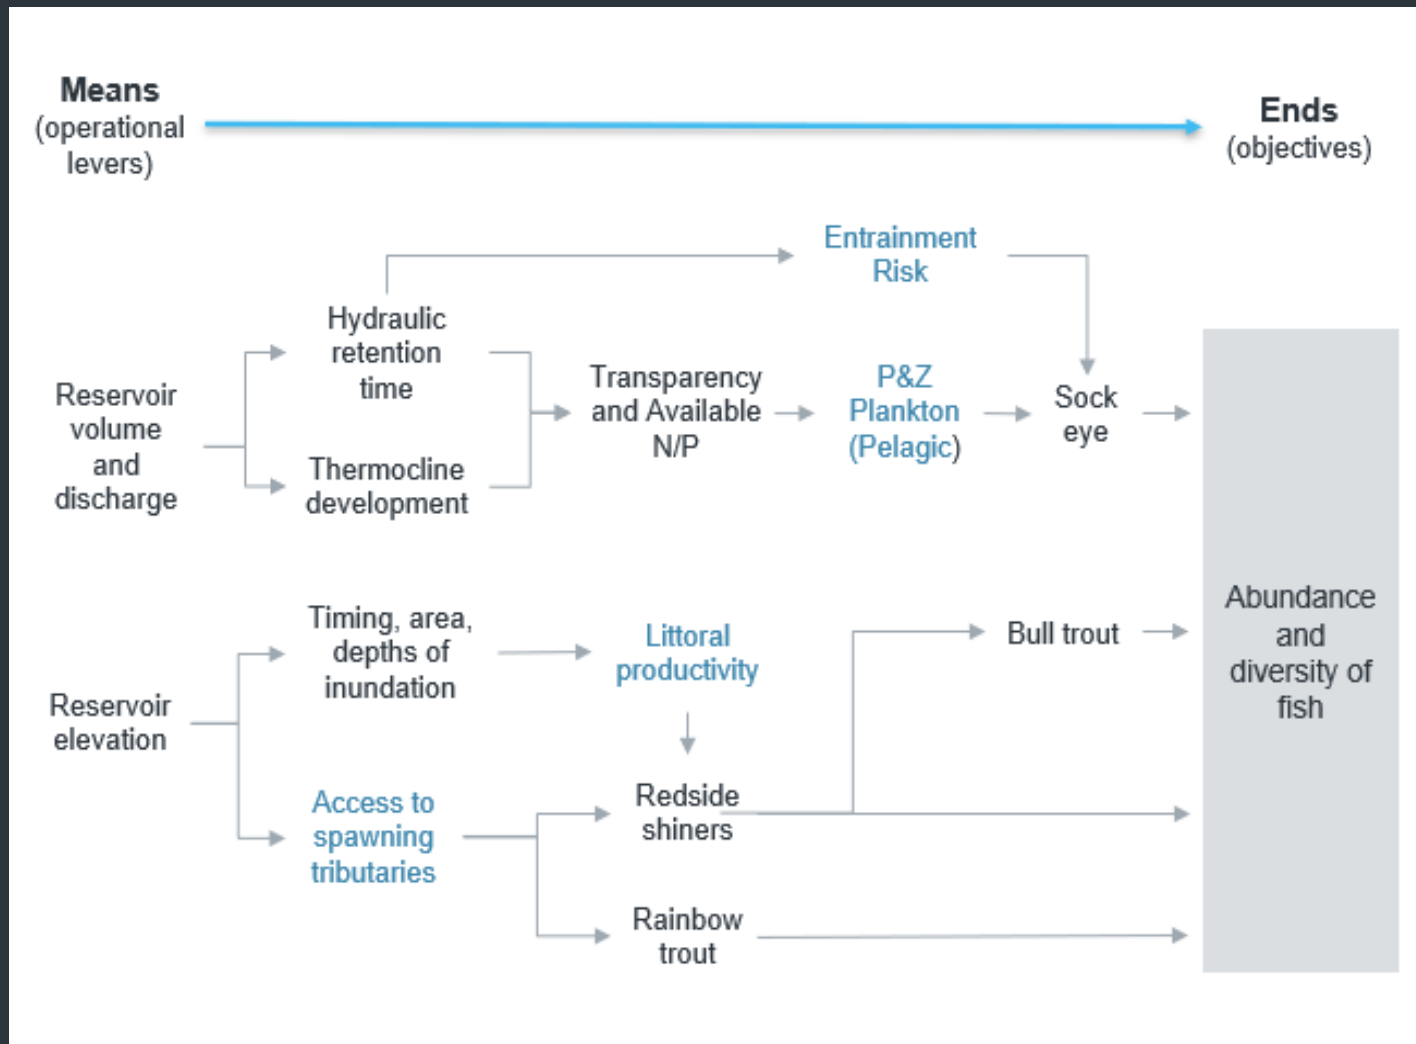 Means
(operational
levers)
Ends
(objectives)
Entrainment
Risk
Hydraulic
retention
time
Reservoir
volume
and
discharge
Thermocline
development
Transparency
and Available
N/P
P&Z
Plankton
(Pelagic)
Sock
eye
Timing, area,
depths of
inundation
Littoral
productivity
Bull trout
Reservoir
elevation
Access to
spawning
tributaries
Redside
shiners
Rainbow
trout
Abundance
and
diversity of
fish